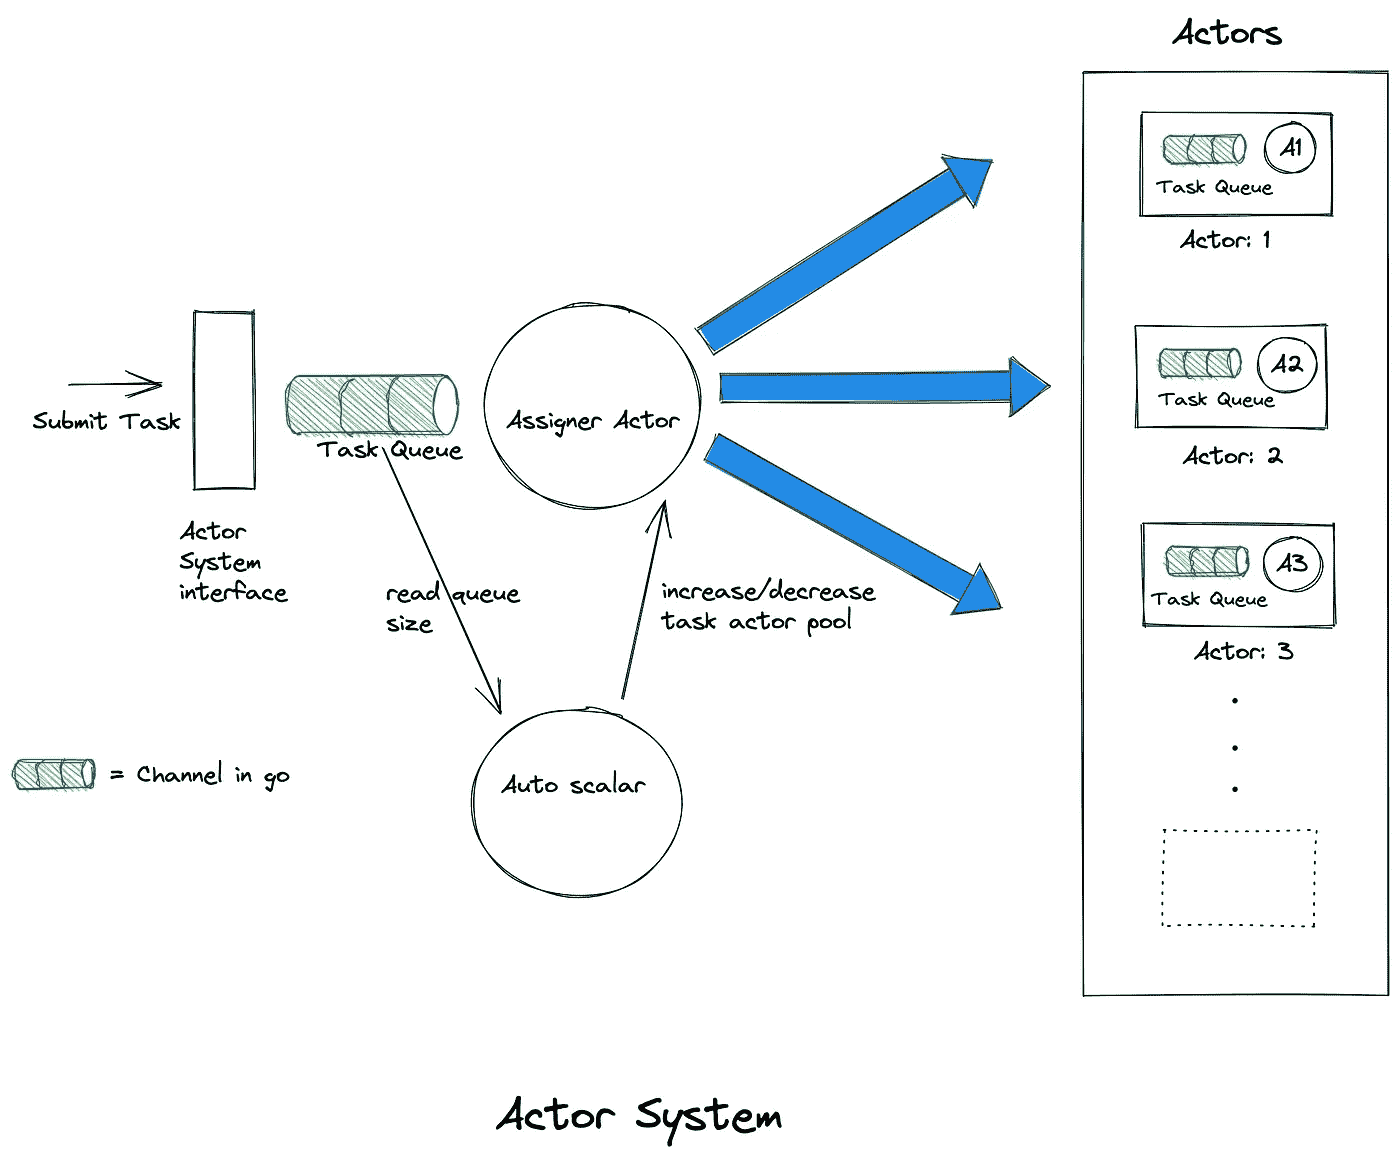 Actors
A1
Task Queue
Actor: 1
A2
Task Queue
Actor: 2
A3
Task Queue
Actor: 3
Submit Task
Actor
System
interface
Task Queue
Assigner Actor
read queue
size
increase/decrease
task actor pool
Auto scalar
= Channel in go
Actor System